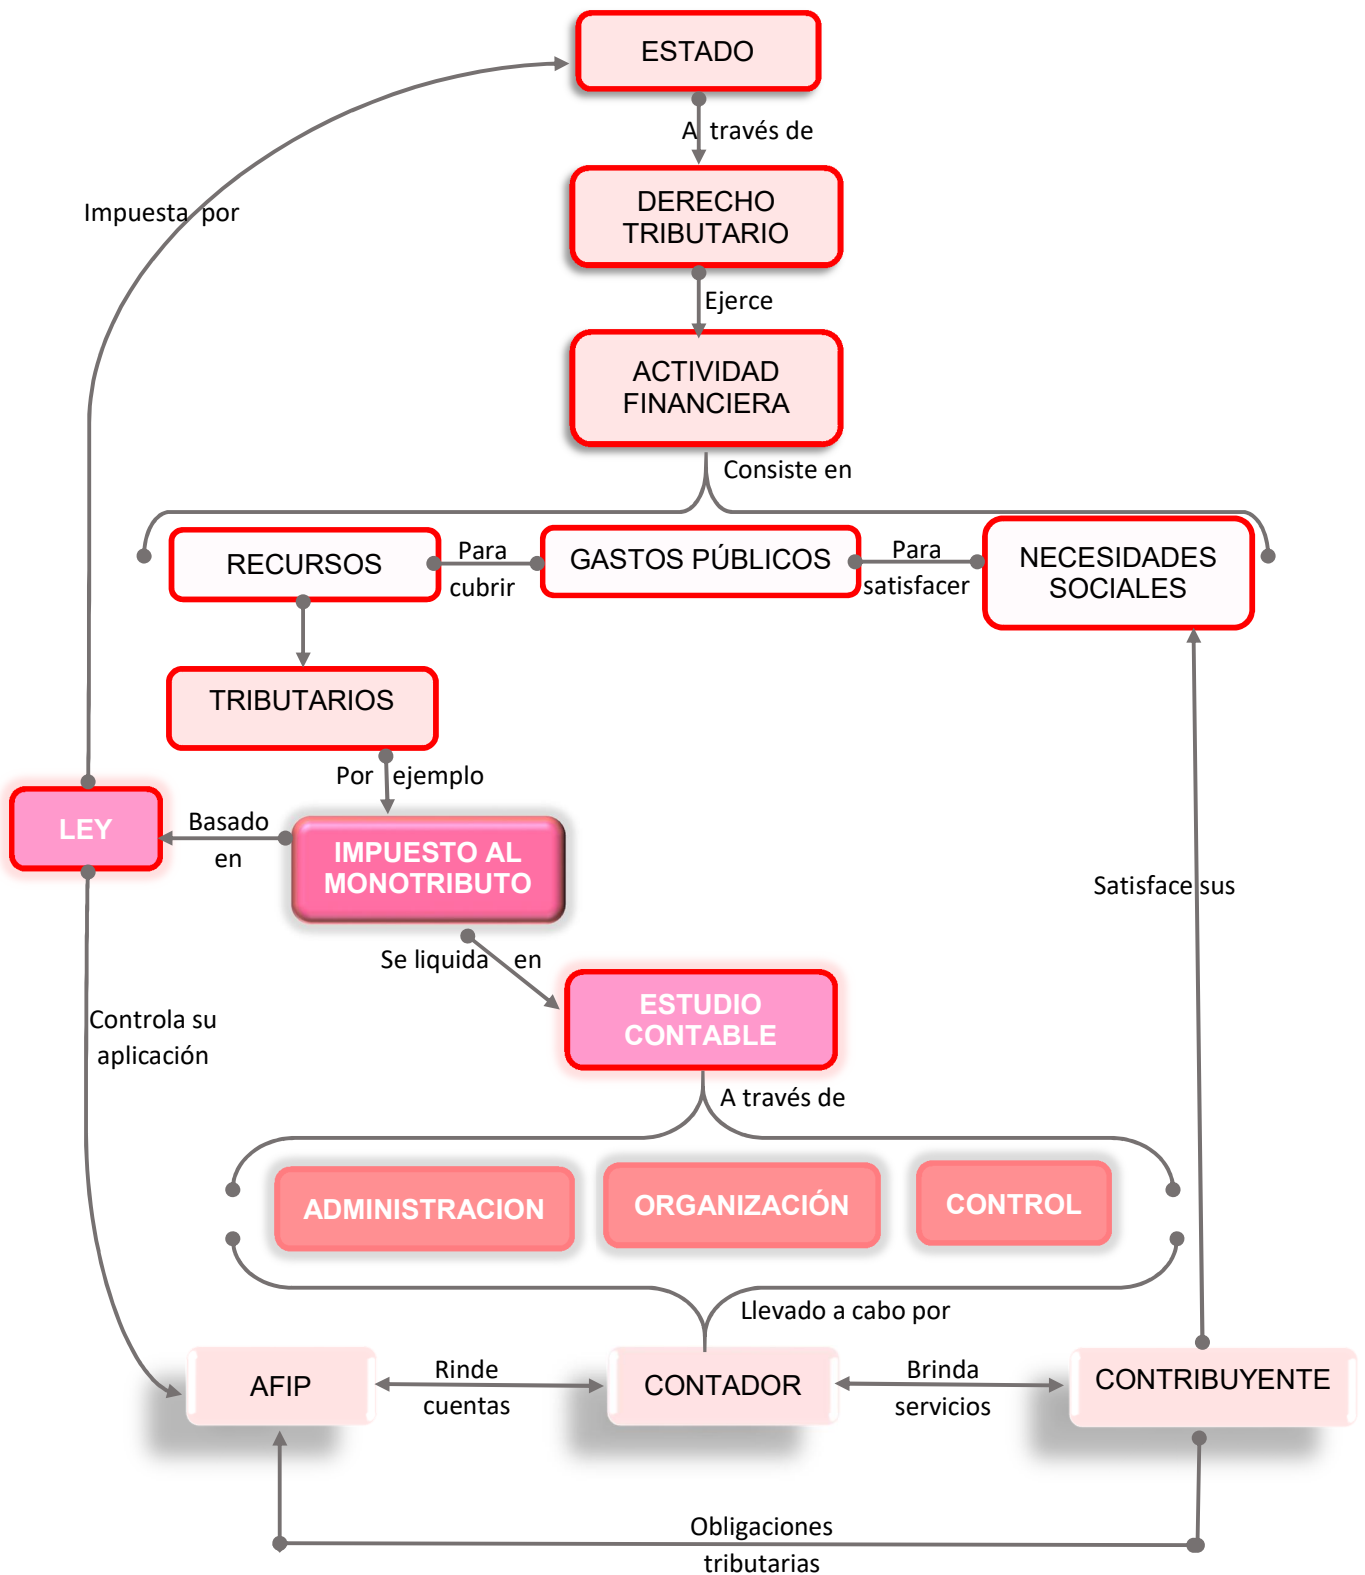 ESTADO
A través de
Impuesta por
DERECHO
TRIBUTARIO
Ejerce
ACTIVIDAD
FINANCIERA
Consiste en
RECURSOS
Para
cubrir
GASTOS PÚBLICOS
Para
satisfacer
NECESIDADES
SOCIALES
TRIBUTARIOS
Por ejemplo
LEY
Basado
en
IMPUESTO AL
MONOTRIBUTO
Satisface sus
Se liquida en
ESTUDIO
CONTABLE
Controla su
aplicación
A través de
ADMINISTRACION
ORGANIZACIÓN
CONTROL
Llevado a cabo por
AFIP
Rinde
cuentas
CONTADOR
Brinda
servicios
CONTRIBUYENTE
Obligaciones
tributarias